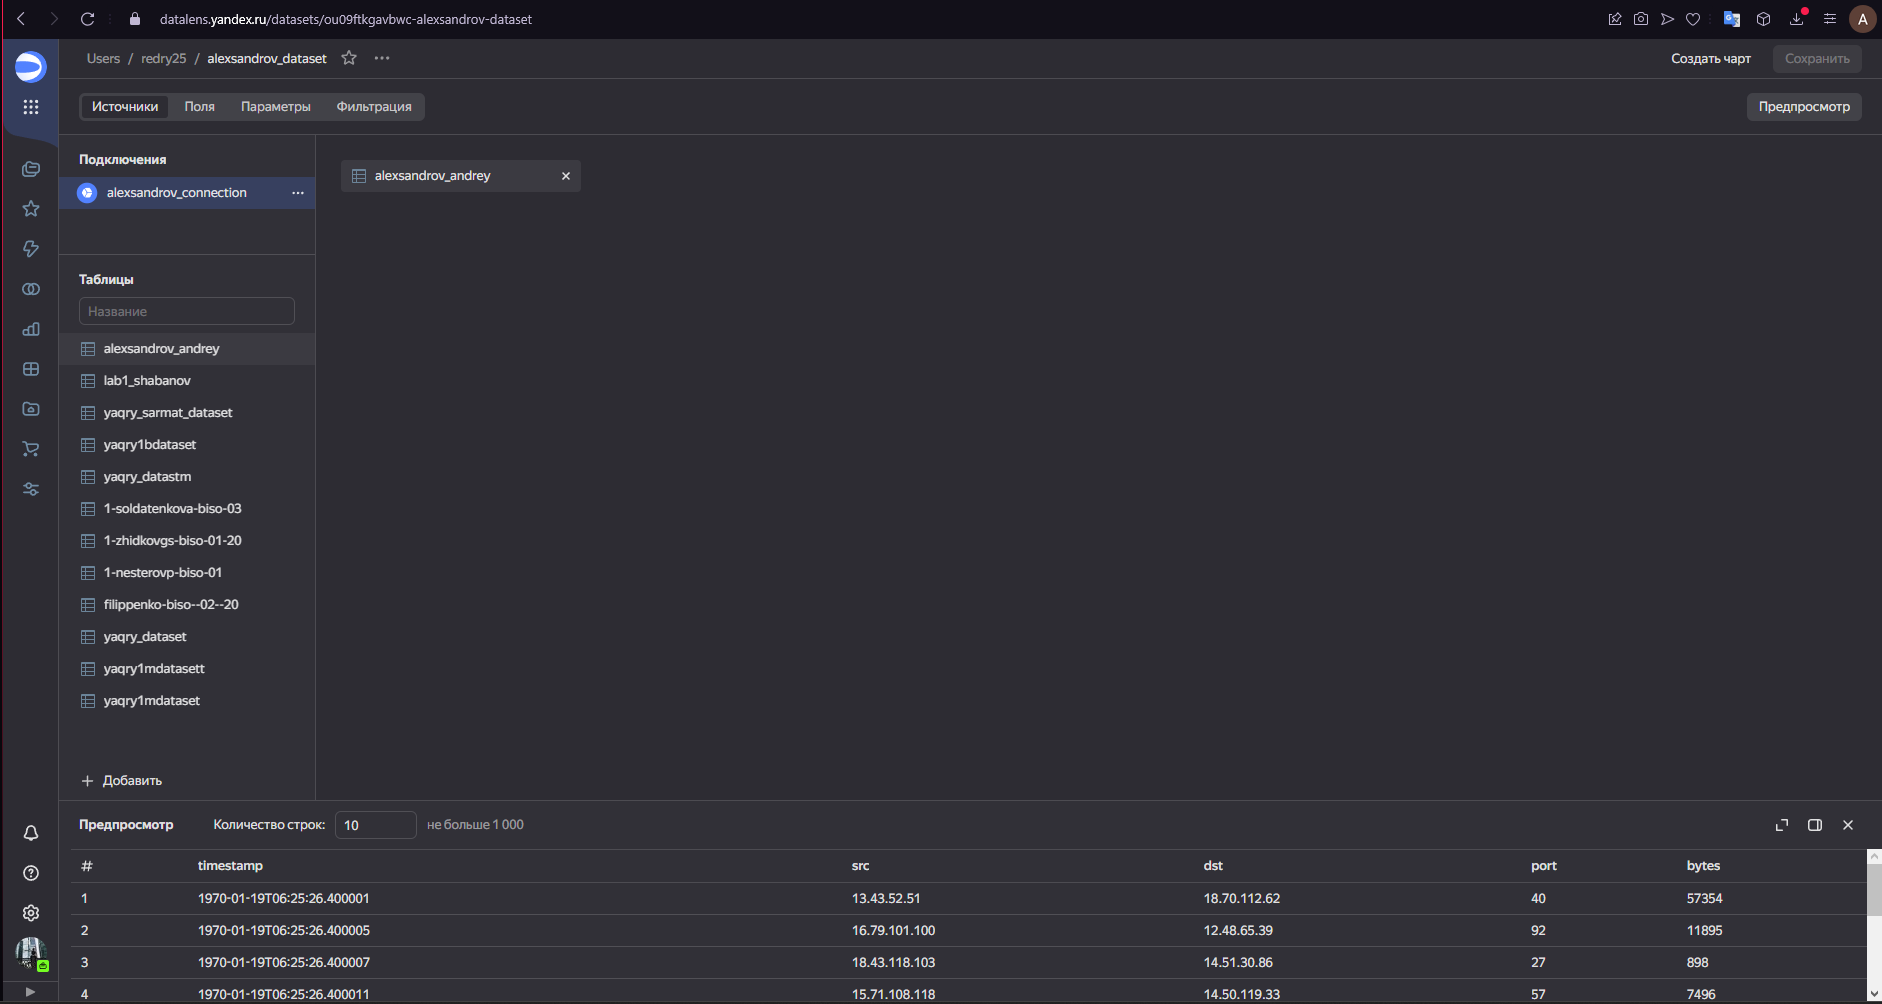 datalens.yandex.ru/datasets/ou09ftkgavbwc-alexsandrov-dataset
A
Users / redry25 / alexsandrov_dataset
Создать чарт
Сохранить
Источники Поля Параметры Фильтрация
Предпросмотр
Подключения
alexsandrov_connection
alexsandrov_andrey
Таблицы
Название
alexsandrov_andrey
lab1_shabanov
yaqry_sarmat_dataset
yaqry1bdataset
yaqry_datastm
1-soldatenkova-biso-03
1-zhidkovgs-biso-01-20
1-nesterovp-biso-01
filippenko-biso--02--20
yaqry_dataset
yaqry1mdatasett
yaqry1mdataset
+ Добавить
Предпросмотр Количество строк: 10 не больше 1 000
# timestamp src dst port bytes
1 1970-01-19T06:25:26.400001 13.43.52.51 18.70.112.62 40 57354
2 1970-01-19T06:25:26.400005 16.79.101.100 12.48.65.39 92 11895
3 1970-01-19T06:25:26.400007 18.43.118.103 14.51.30.86 27 898
4 1970-01-19T06:25:26.400011 15.71.108.118 14.50.119.33 57 7496